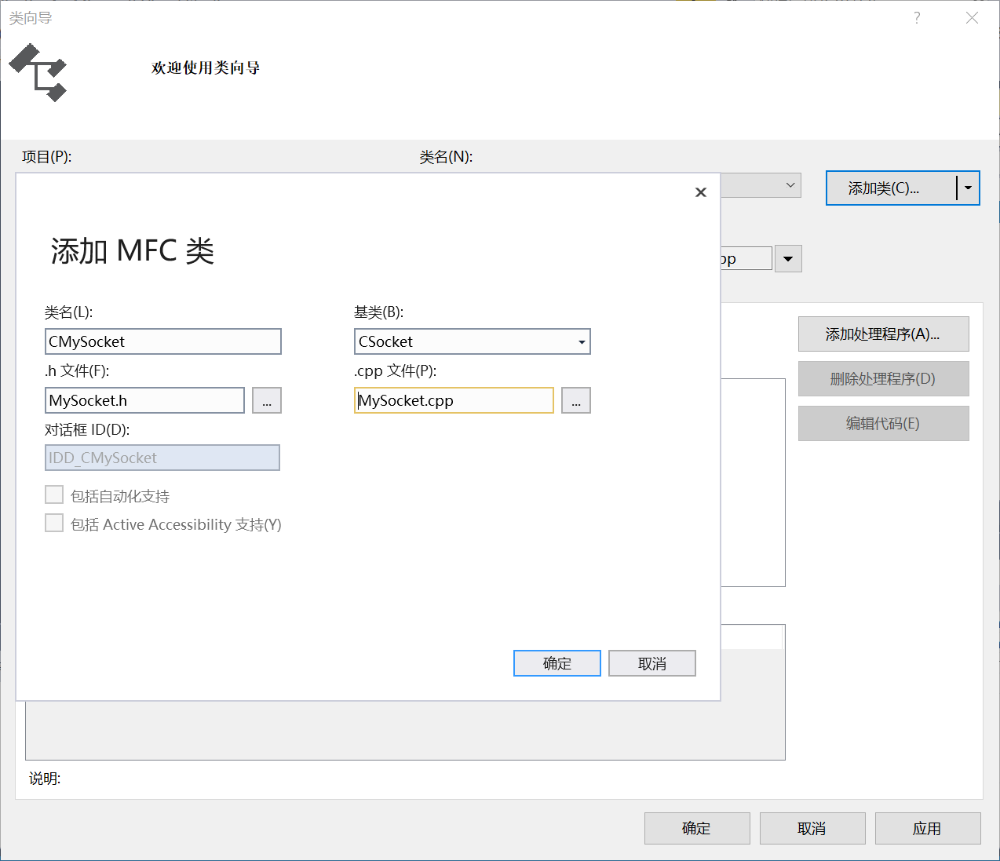 类向导
欢迎使用类向导
项目(P):
类名(N):
添加类(C)...
添加 MFC 类
类名(L):
基类(B):
CMySocket
CSocket
.h 文件(F):
.cpp 文件(P):
MySocket.h
...
MySocket.cpp
...
对话框 ID(D):
IDD_CMySocket
包括自动化支持
包括 Active Accessibility 支持(Y)
确定
取消
添加处理程序(A)...
删除处理程序(D)
编辑代码(E)
说明:
确定
取消
应用